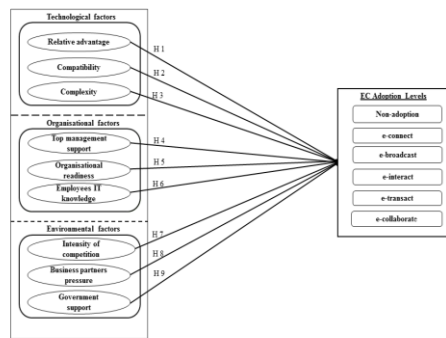 Technological factors
Relative advantage
Compatibility
Complexity
H 1
H 2
H 3
Organisational factors
Top management
support
Organisational
readiness
Employees IT
knowledge
H 4
H 5
H 6
Environmental factors
Intensity of
competition
Business partners
pressure
Government
support
H 7
H 8
H 9
EC Adoption Levels
Non-adoption
e-connect
e-broadcast
e-interact
e-transact
e-collaborate